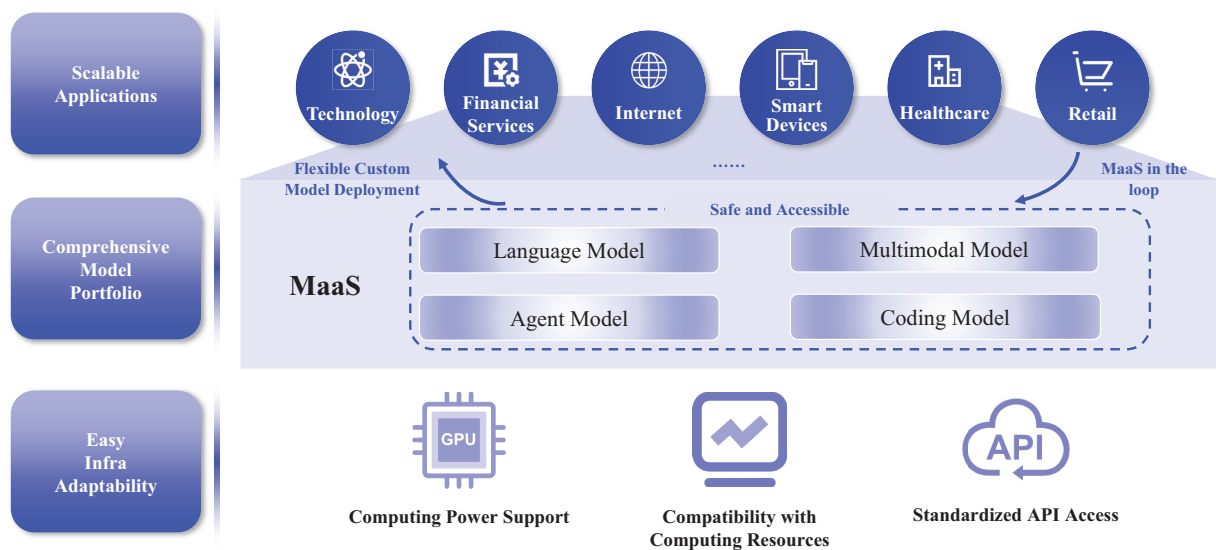 Scalable
Applications
Technology
Financial
Services
Internet
Smart
Devices
Healthcare
Retail
Flexible Custom
Model Deployment
......
MaaS in the
loop
Comprehensive
Model
Portfolio
MaaS
Safe and Accessible
Language Model
Multimodal Model
Agent Model
Coding Model
Easy
Infra
Adaptability
GPU
API
Computing Power Support
Compatibility with
Computing Resources
Standardized API Access